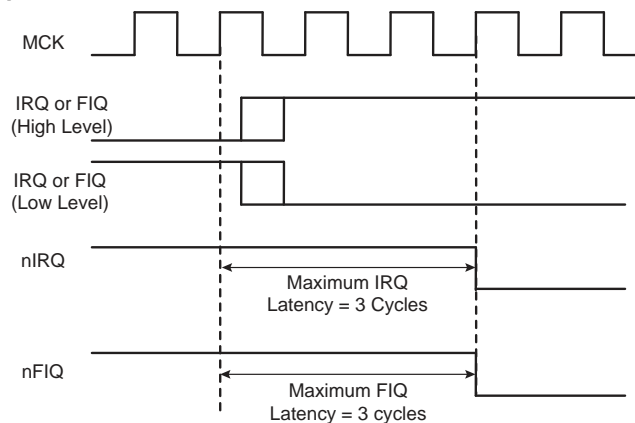 MCK
IRQ or FIQ
(High Level)
IRQ or FIQ
(Low Level)
nIRQ
Maximum IRQ
Latency = 3 Cycles
nFIQ
Maximum FIQ
Latency = 3 cycles